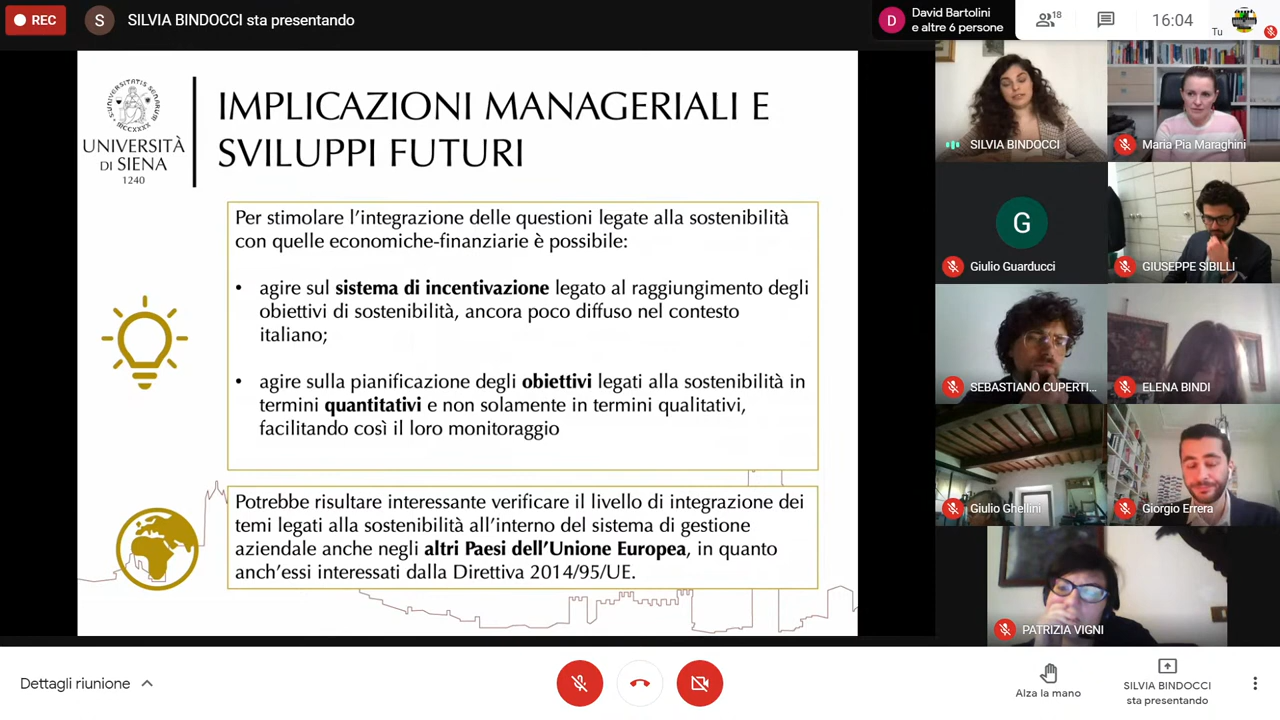 REC
S
SILVIA BINDOCCI sta presentando
D
David Bartolini
e altre 6 persone
18
16:04
Tu
UNIVERSITÀ
DI SIENA
1240
IMPLICAZIONI MANAGERIALI E
SVILUPPI FUTURI
Per stimolare l'integrazione delle questioni legate alla sostenibilità
con quelle economiche-finanziarie è possibile:
• agire sul sistema di incentivazione legato al raggiungimento degli
obiettivi di sostenibilità, ancora poco diffuso nel contesto
italiano;
• agire sulla pianificazione degli obiettivi legati alla sostenibilità in
termini quantitativi e non solamente in termini qualitativi,
facilitando così il loro monitoraggio
Potrebbe risultare interessante verificare il livello di integrazione dei
temi legati alla sostenibilità all'interno del sistema di gestione
aziendale anche negli altri Paesi dell'Unione Europea, in quanto
anch'essi interessati dalla Direttiva 2014/95/UE.
SILVIA BINDOCCI
Maria Pia Maraghini
G
Giulio Guarducci
GIUSEPPE SIBILLI
SEBASTIANO CUPERTI...
ELENA BINDI
Giulio Ghellini
Giorgio Errera
PATRIZIA VIGNI
Dettagli riunione
Alza la mano
SILVIA BINDOCCI
sta presentando